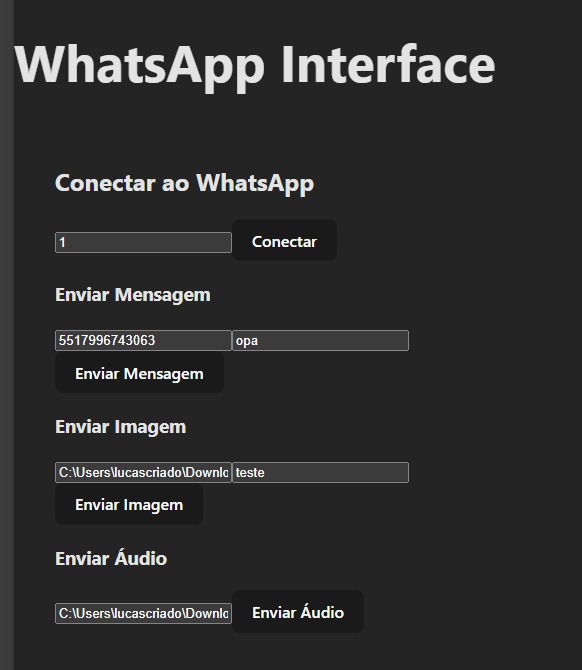 WhatsApp Interface
Conectar ao WhatsApp
1 Conectar
Enviar Mensagem
5517996743063 opa
Enviar Mensagem
Enviar Imagem
C:\Users\lucascriado\Downlo teste
Enviar Imagem
Enviar Áudio
C:\Users\lucascriado\Downlo Enviar Áudio